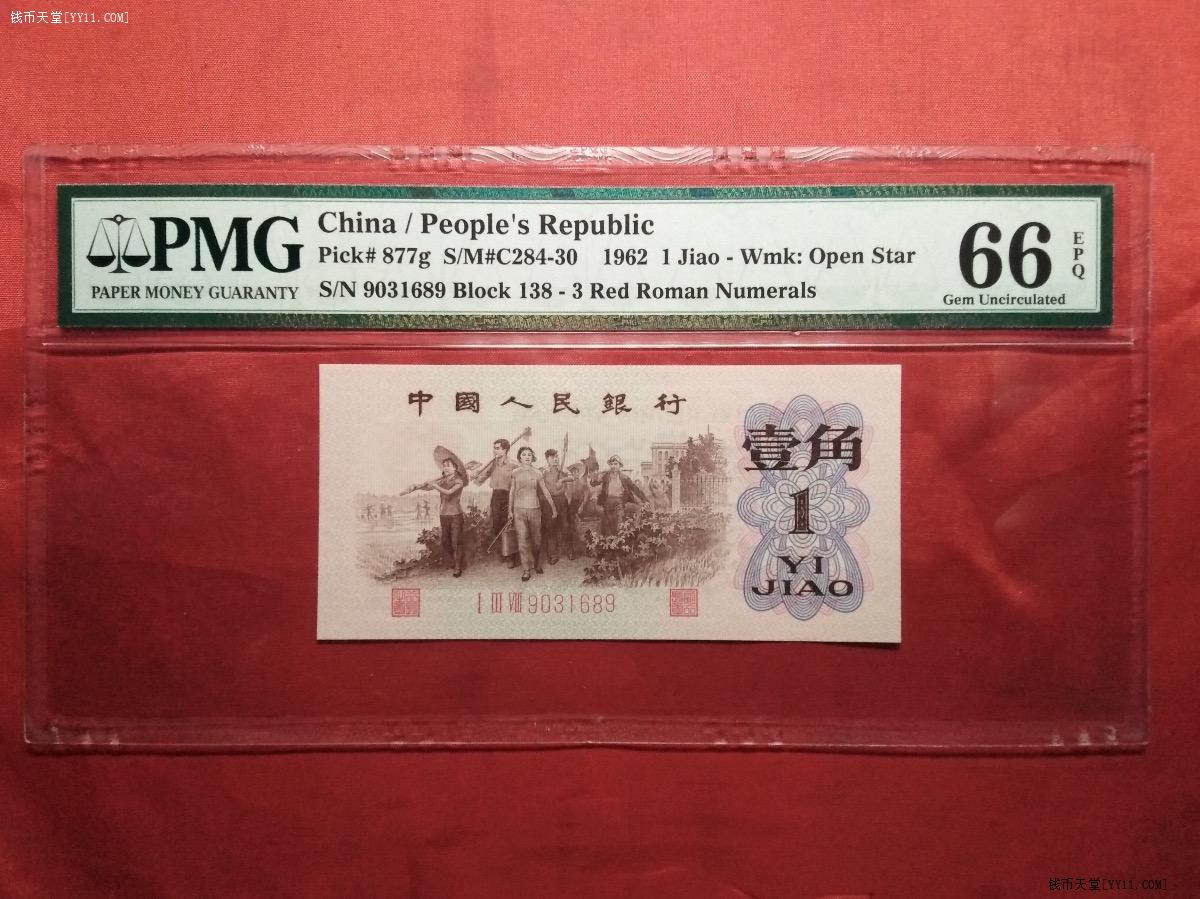 钱币天堂[YY11.COM]
PMG
PAPER MONEY GUARANTY
China / People's Republic
Pick# 877g S/M#C284-30 1962 1 Jiao - Wmk: Open Star
S/N 9031689 Block 138 - 3 Red Roman Numerals
66
EPQ
Gem Uncirculated
中國人民銀行
壹角
1
YI
JIAO
I III VIII 9031689
钱币天堂[YY11.COM]